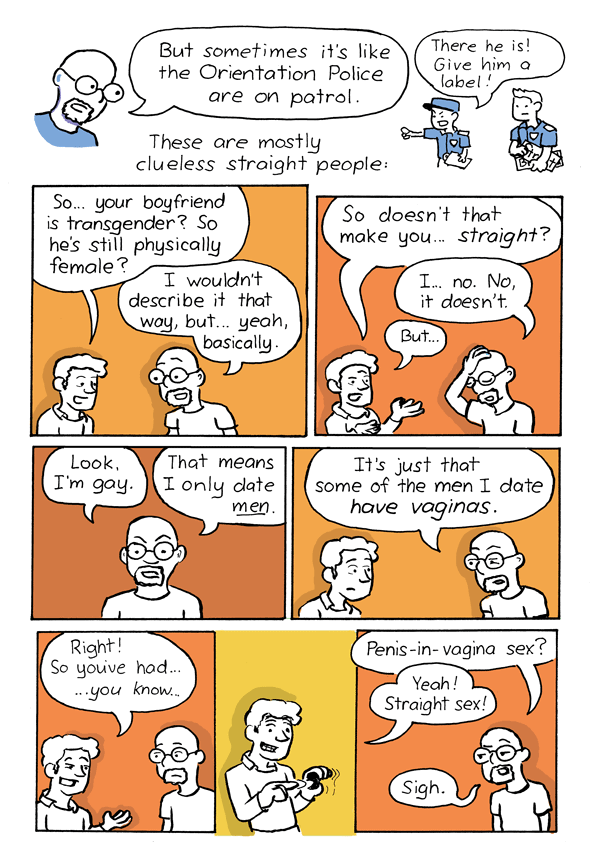 But sometimes it's like
the Orientation Police
are on patrol.
There he is!
Give him a
label!
These are mostly
clueless straight people:
So... your boyfriend
is transgender? So
he's still physically
female?
I wouldn't
describe it that
way, but... yeah,
basically.
So doesn't that
make you... straight?
I... no. No,
it doesn't.
But...
Look,
I'm gay.
That means
I only date
men.
It's just that
some of the men I date
have vaginas.
Right!
So you've had...
...you know...
Penis-in-vagina sex?
Yeah!
Straight sex!
Sigh.